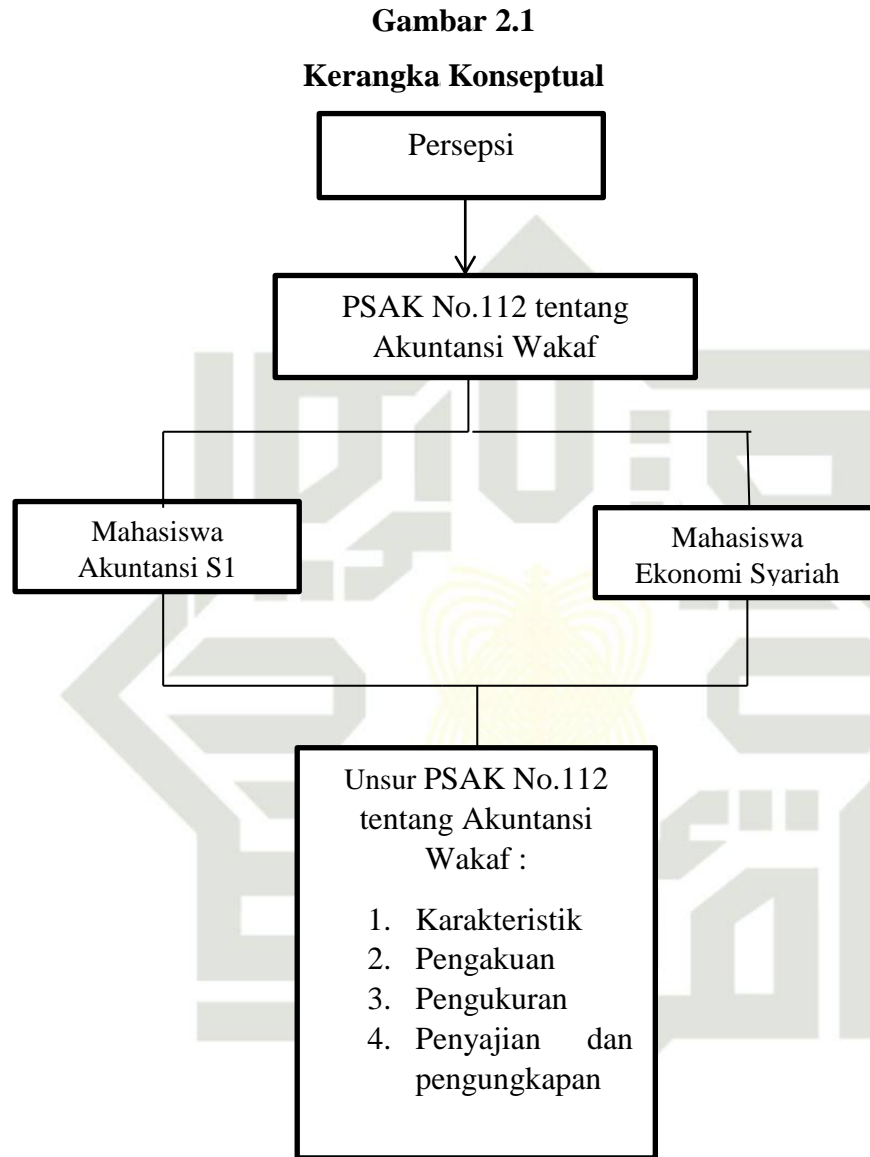 Gambar 2.1
Kerangka Konseptual
Persepsi
PSAK No.112 tentang
Akuntansi Wakaf
Mahasiswa
Akuntansi S1
Mahasiswa
Ekonomi Syariah
Unsur PSAK No.112
tentang Akuntansi
Wakaf :
1. Karakteristik
2. Pengakuan
3. Pengukuran
4. Penyajian dan
pengungkapan